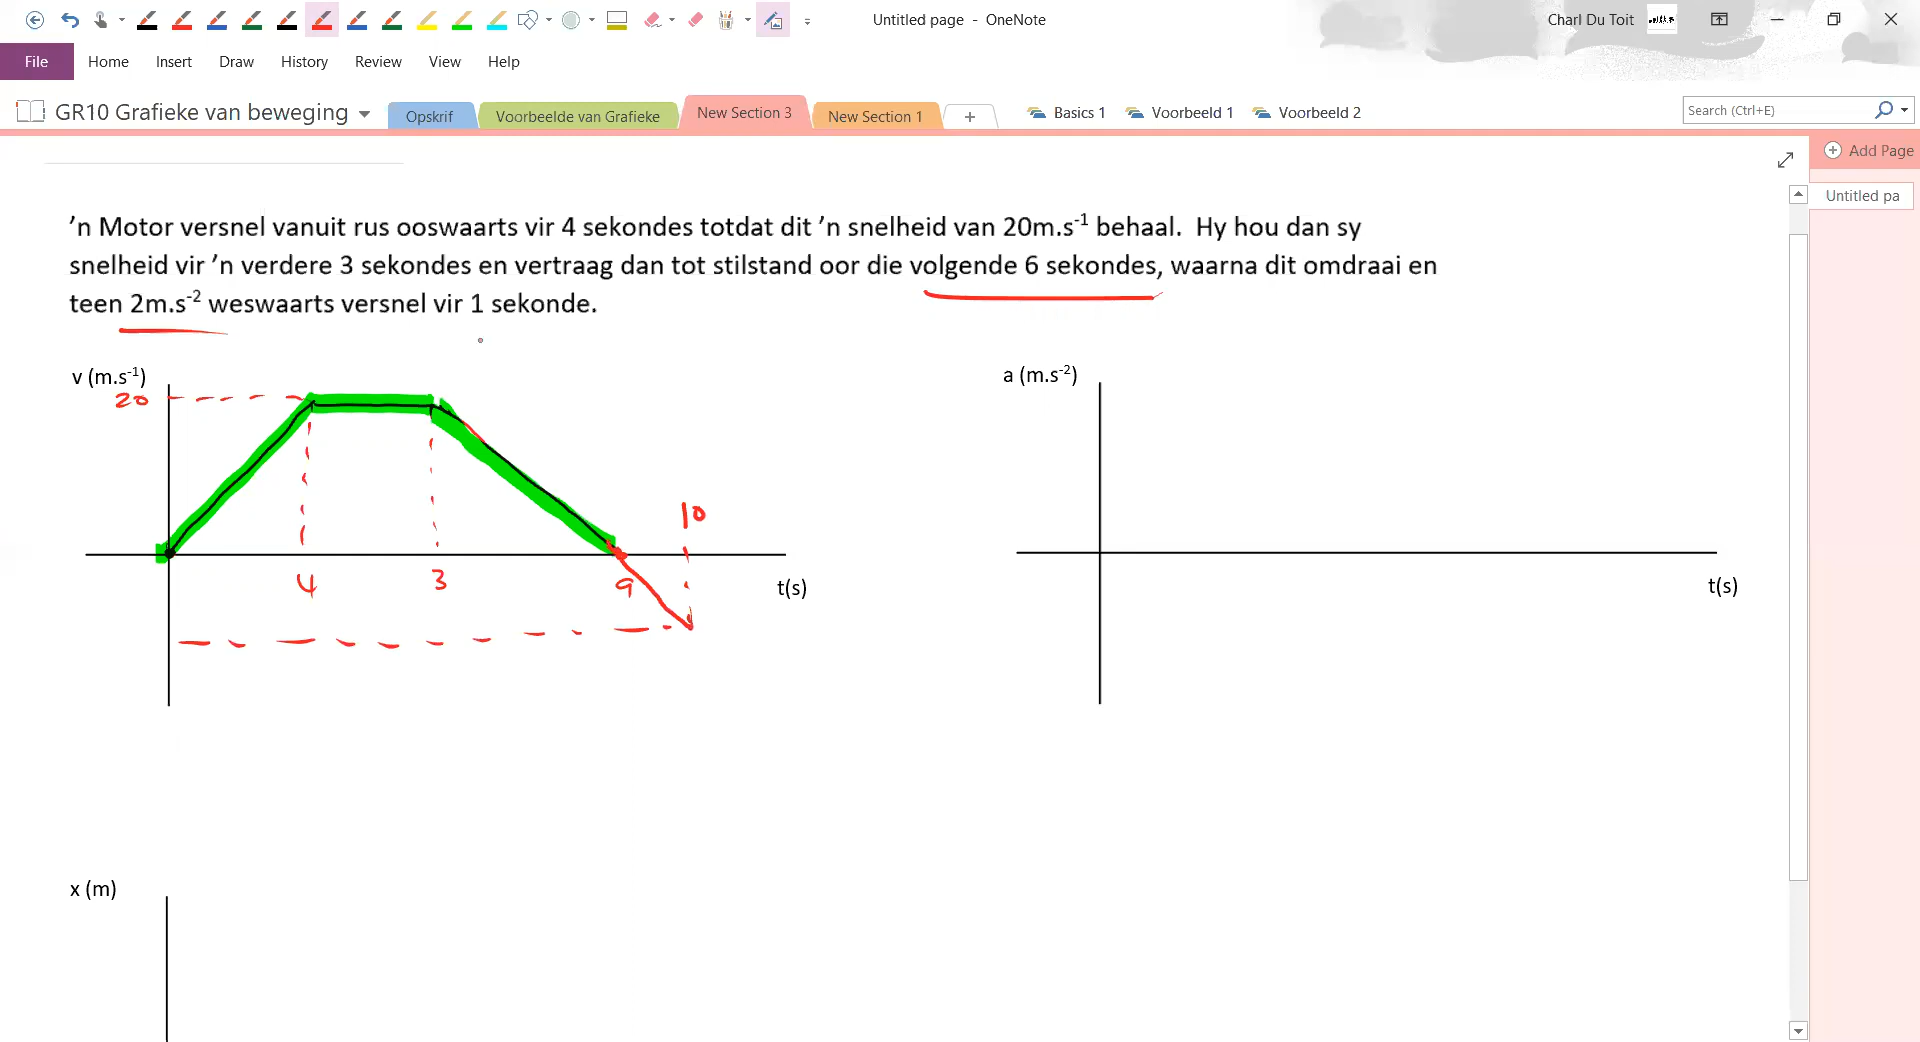 Untitled page - OneNote
Charl Du Toit
File Home Insert Draw History Review View Help
GR10 Grafieke van beweging
Opskrif
Voorbeelde van Grafieke
New Section 3
New Section 1
+
Basics 1
Voorbeeld 1
Voorbeeld 2
Search (Ctrl+E)
Add Page
Untitled pa
’n Motor versnel vanuit rus ooswaarts vir 4 sekondes totdat dit ’n snelheid van 20m.s-1 behaal. Hy hou dan sy
snelheid vir ’n verdere 3 sekondes en vertraag dan tot stilstand oor die volgende 6 sekondes, waarna dit omdraai en
teen 2m.s-2 weswaarts versnel vir 1 sekonde.
v (m.s-1)
20
10
4
3
9
t(s)
a (m.s-2)
t(s)
x (m)